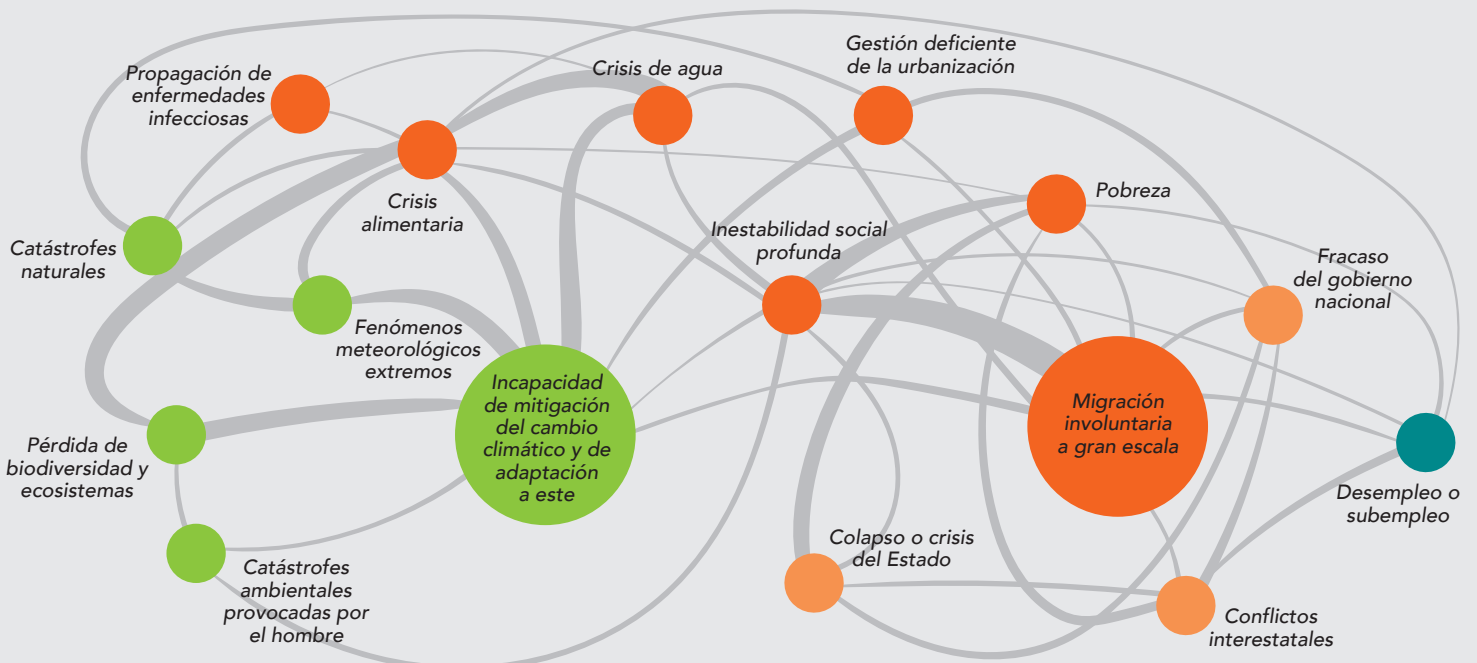 Propagación de
enfermedades
infecciosas
Crisis de agua
Gestión deficiente
de la urbanización
Crisis
alimentaria
Pobreza
Catástrofes
naturales
Inestabilidad social
profunda
Fracaso
del gobierno
nacional
Fenómenos
meteorológicos
extremos
Incapacidad
de mitigación
del cambio
climático y de
adaptación
a este
Migración
involuntaria
a gran escala
Pérdida de
biodiversidad y
ecosistemas
Desempleo o
subempleo
Colapso o crisis
del Estado
Catástrofes
ambientales
provocadas por
el hombre
Conflictos
interestatales